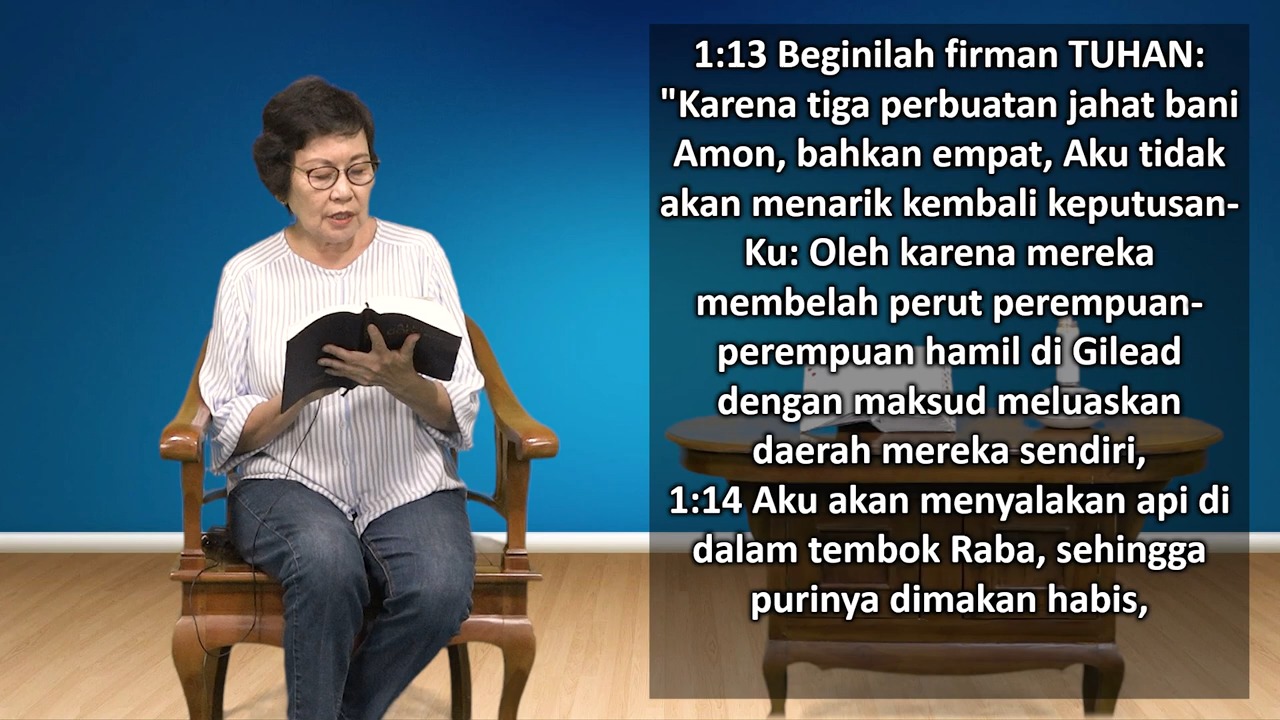 1:13 Beginilah firman TUHAN:
"Karena tiga perbuatan jahat bani
Amon, bahkan empat, Aku tidak
akan menarik kembali keputusan-
Ku: Oleh karena mereka
membelah perut perempuan-
perempuan hamil di Gilead
dengan maksud meluaskan
daerah mereka sendiri,
1:14 Aku akan menyalakan api di
dalam tembok Raba, sehingga
purinya dimakan habis,